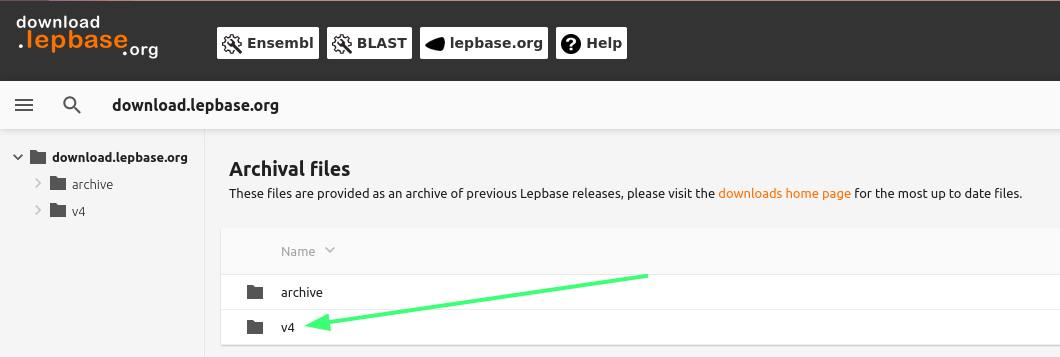 download
.lepbase
.org
Ensembl BLAST lepbase.org Help
download.lepbase.org
download.lepbase.org
archive
v4
Archival files
These files are provided as an archive of previous Lepbase releases, please visit the downloads home page for the most up to date files.
Name
archive
v4